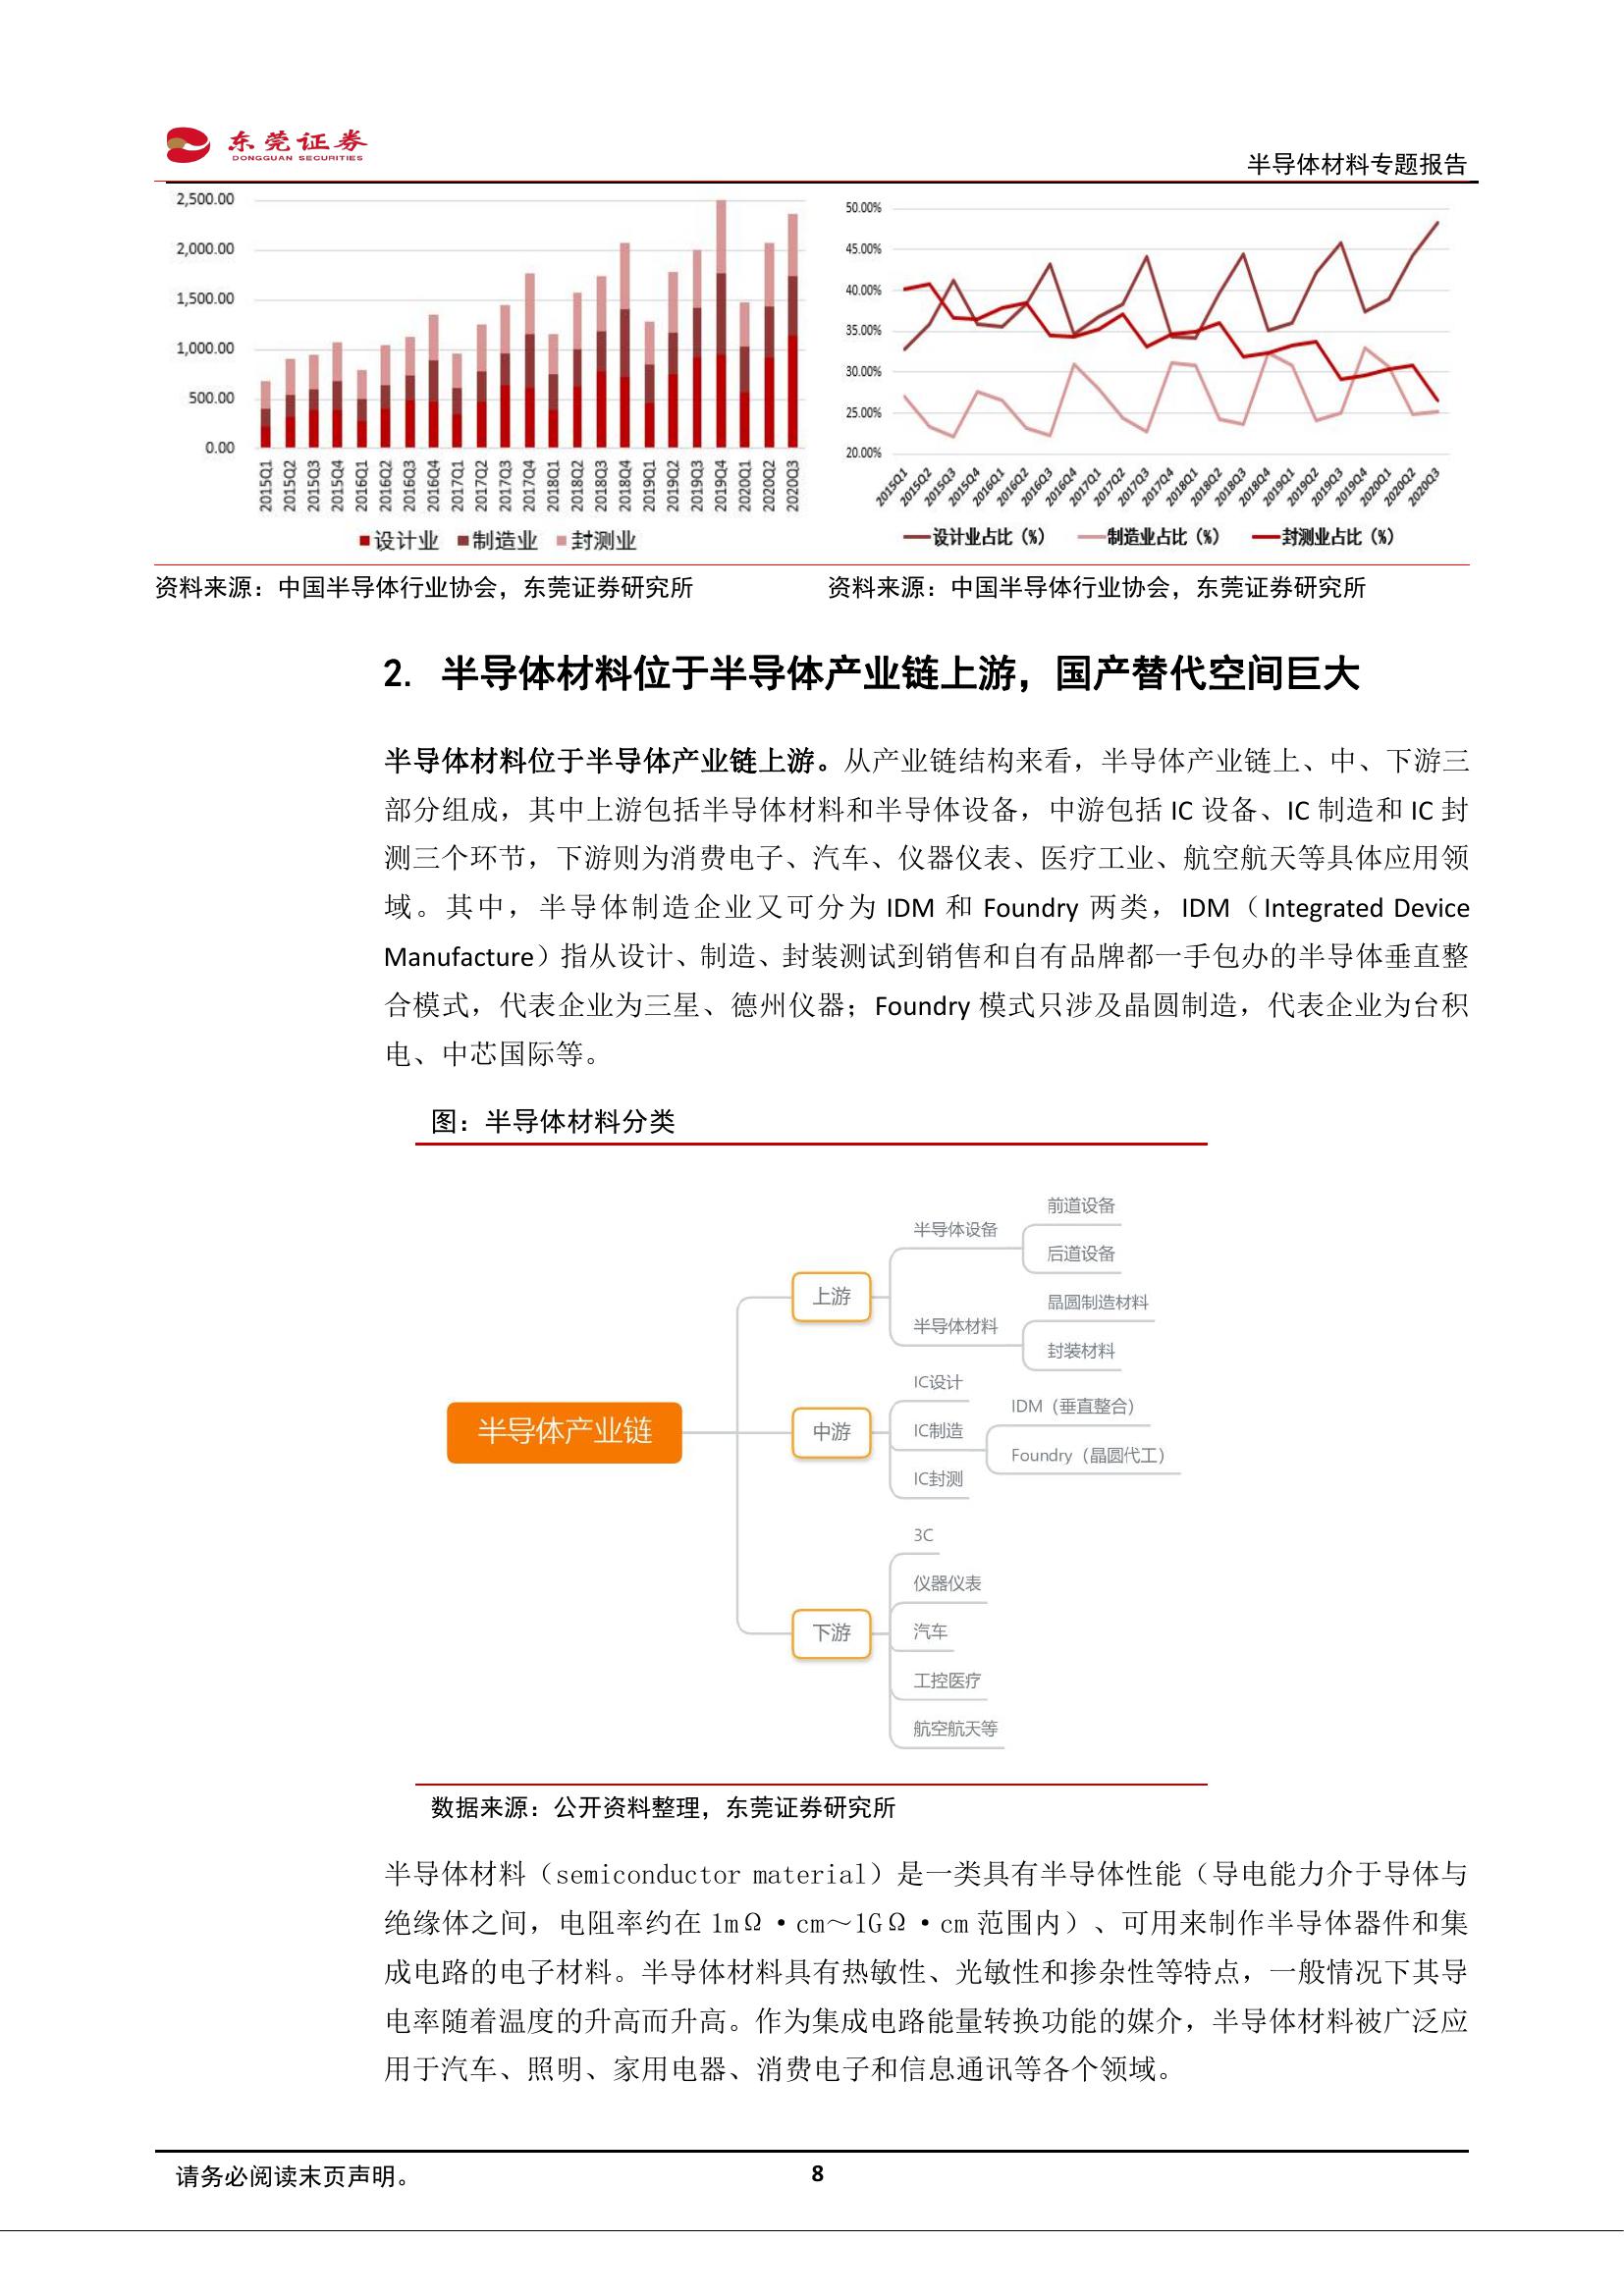 东莞证券
DONGGUAN SECURITIES
半导体材料专题报告
2,500.00
2,000.00
1,500.00
1,000.00
500.00
0.00
2015Q1 2015Q2 2015Q3 2015Q4 2016Q1 2016Q2 2016Q3 2016Q4 2017Q1 2017Q2 2017Q3 2017Q4 2018Q1 2018Q2 2018Q3 2018Q4 2019Q1 2019Q2 2019Q3 2019Q4 2020Q1 2020Q2 2020Q3
设计业 制造业 封测业
50.00%
45.00%
40.00%
35.00%
30.00%
25.00%
20.00%
2015Q1 2015Q2 2015Q3 2015Q4 2016Q1 2016Q2 2016Q3 2016Q4 2017Q1 2017Q2 2017Q3 2017Q4 2018Q1 2018Q2 2018Q3 2018Q4 2019Q1 2019Q2 2019Q3 2019Q4 2020Q1 2020Q2 2020Q3
设计业占比（%） 制造业占比（%） 封测业占比（%）
资料来源：中国半导体行业协会，东莞证券研究所
资料来源：中国半导体行业协会，东莞证券研究所
2. 半导体材料位于半导体产业链上游，国产替代空间巨大
半导体材料位于半导体产业链上游。从产业链结构来看，半导体产业链上、中、下游三
部分组成，其中上游包括半导体材料和半导体设备，中游包括 IC 设备、IC 制造和 IC 封
测三个环节，下游则为消费电子、汽车、仪器仪表、医疗工业、航空航天等具体应用领
域。其中，半导体制造企业又可分为 IDM 和 Foundry 两类，IDM（Integrated Device
Manufacture）指从设计、制造、封装测试到销售和自有品牌都一手包办的半导体垂直整
合模式，代表企业为三星、德州仪器；Foundry 模式只涉及晶圆制造，代表企业为台积
电、中芯国际等。
图：半导体材料分类
半导体产业链
上游
半导体设备
前道设备
后道设备
半导体材料
晶圆制造材料
封装材料
中游
IC设计
IC制造
IDM（垂直整合）
Foundry（晶圆代工）
IC封测
下游
3C
仪器仪表
汽车
工控医疗
航空航天等
数据来源：公开资料整理，东莞证券研究所
半导体材料（semiconductor material）是一类具有半导体性能（导电能力介于导体与
绝缘体之间，电阻率约在 1mΩ·cm～1GΩ·cm 范围内）、可用来制作半导体器件和集
成电路的电子材料。半导体材料具有热敏性、光敏性和掺杂性等特点，一般情况下其导
电率随着温度的升高而升高。作为集成电路能量转换功能的媒介，半导体材料被广泛应
用于汽车、照明、家用电器、消费电子和信息通讯等各个领域。
请务必阅读末页声明。
8